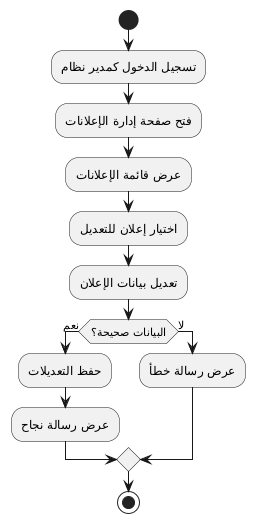 تسجيل الدخول كمدير نظام
فتح صفحة إدارة الإعلانات
عرض قائمة الإعلانات
اختيار إعلان للتعديل
تعديل بيانات الإعلان
البيانات صحيحة؟
نعم
لا
حفظ التعديلات
عرض رسالة خطأ
عرض رسالة نجاح